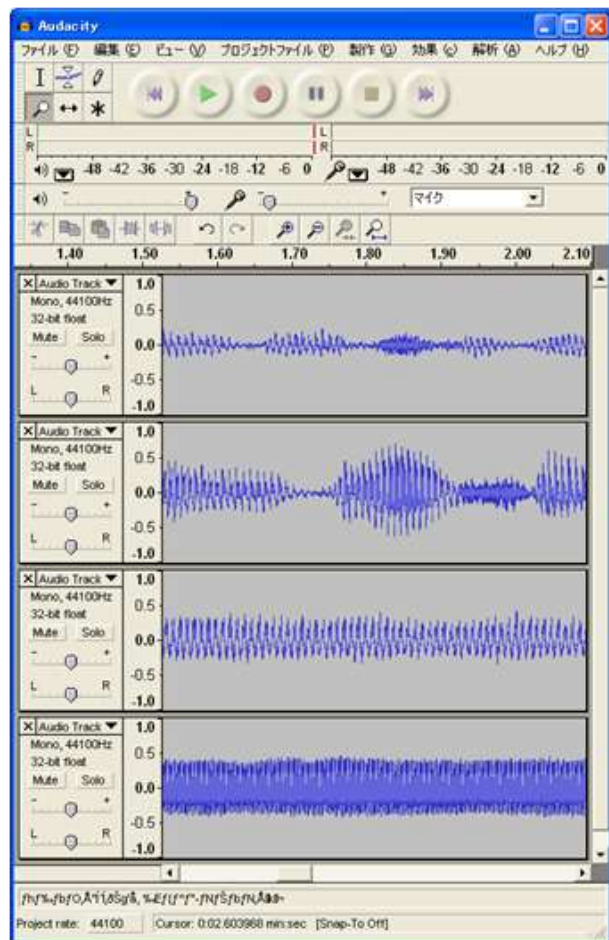 Audacity
ファイル (F) 編集 (E) ビュー (V) プロジェクトファイル (P) 製作 (G) 効果 (C) 解析 (A) ヘルプ (H)
L
R
L
R
-48 -42 -36 -30 -24 -18 -12 -6 0
-48 -42 -36 -30 -24 -18 -12 -6 0
- + - + マイク
1.40 1.50 1.60 1.70 1.80 1.90 2.00 2.10
Audio Track
Mono, 44100Hz
32-bit float
Mute Solo
- +
L R
1.0
0.5
0.0
-0.5
-1.0
Audio Track
Mono, 44100Hz
32-bit float
Mute Solo
- +
L R
1.0
0.5
0.0
-0.5
-1.0
Audio Track
Mono, 44100Hz
32-bit float
Mute Solo
- +
L R
1.0
0.5
0.0
-0.5
-1.0
Audio Track
Mono, 44100Hz
32-bit float
Mute Solo
- +
L R
1.0
0.5
0.0
-0.5
-1.0
Project rate: 44100 Cursor: 0:02.603968 min:sec [Snap-To Off]